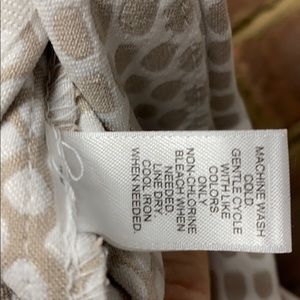 MACHINE WASH
COLD
GENTLE CYCLE
WITH LIKE
COLORS
ONLY
NON-CHLORINE
BLEACH WHEN
NEEDED
LINE DRY
COOL IRON
WHEN NEEDED.